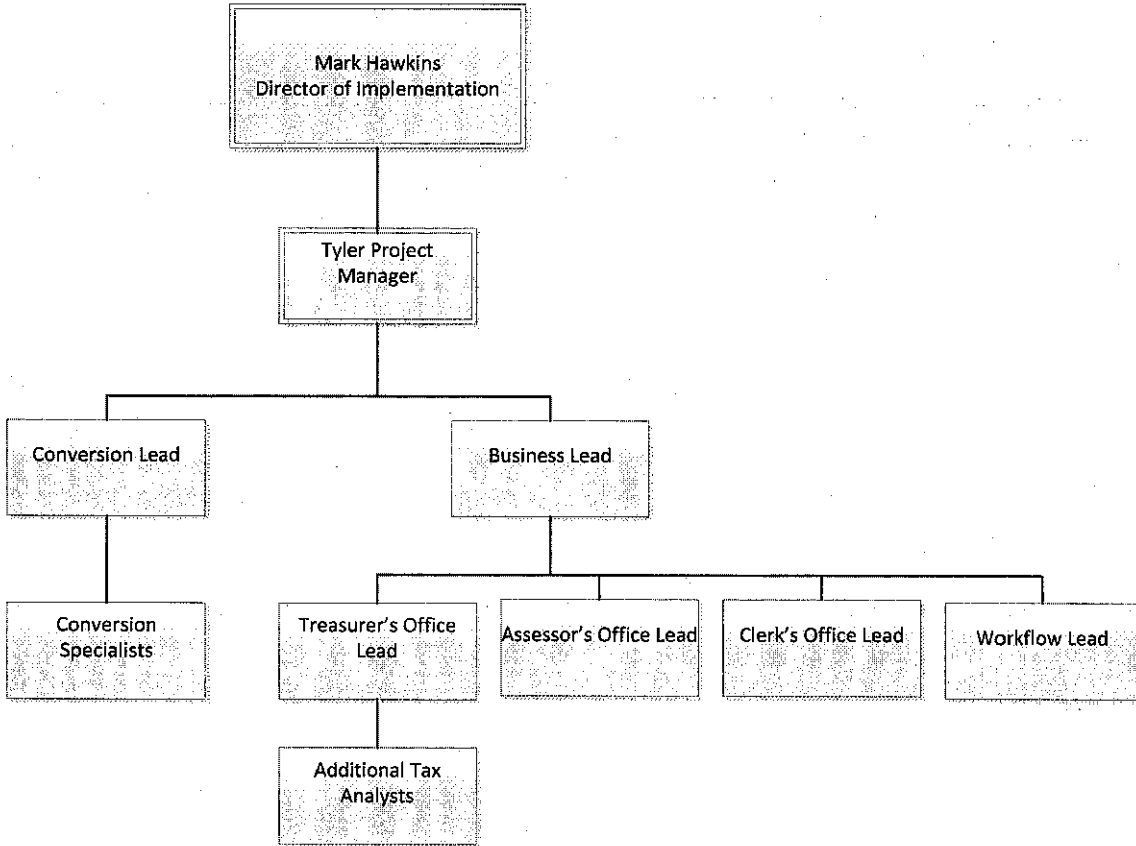 Mark Hawkins
Director of Implementation
Tyler Project
Manager
Conversion Lead
Business Lead
Conversion
Specialists
Treasurer's Office
Lead
Assessor's Office Lead
Clerk's Office Lead
Workflow Lead
Additional Tax
Analysts